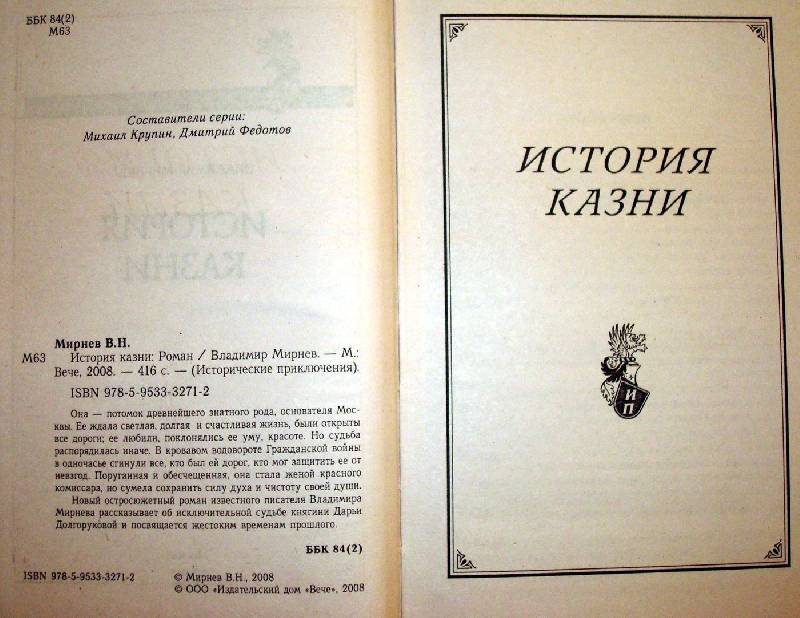 ББК 84(2)
М63
Составители серии:
Михаил Крупин, Дмитрий Федотов
Мирнев В.Н.
М63 История казни: Роман / Владимир Мирнев. — М.:
Вече, 2008. — 416 с. — (Исторические приключения).
ISBN 978-5-9533-3271-2
Она — потомок древнейшего знатного рода, основателя Мос-
квы. Ее ждала светлая, долгая и счастливая жизнь, были открыты
все дороги; ее любили, поклонялись ее уму, красоте. Но судьба
распорядилась иначе. В кровавом водовороте Гражданской войны
в одночасье сгинули все, кто был ей дорог, кто мог защитить ее от
невзгод. Поруганная и обесчещенная, она стала женой красного
комиссара, но сумела сохранить силу духа и чистоту своей души.
Новый остросюжетный роман известного писателя Владимира
Мирнева рассказывает об исключительной судьбе княгини Дарьи
Долгоруковой и посвящается жестоким временам прошлого.
ББК 84(2)
ISBN 978-5-9533-3271-2
© Мирнев В.Н., 2008
© ООО «Издательский дом «Вече», 2008
ИСТОРИЯ
КАЗНИ
И
П